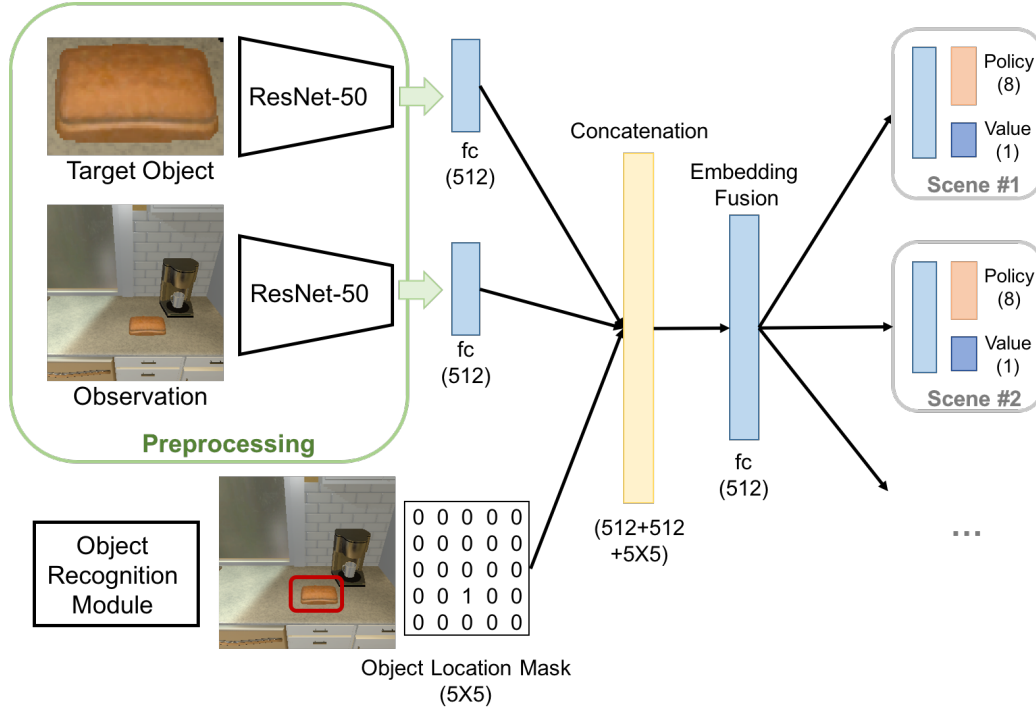 ResNet-50
Target Object
fc
(512)
ResNet-50
Observation
fc
(512)
Preprocessing
Object
Recognition
Module
0 0 0 0 0
0 0 0 0 0
0 0 0 0 0
0 0 1 0 0
0 0 0 0 0
Object Location Mask
(5X5)
Concatenation
(512+512
+5X5)
Embedding
Fusion
fc
(512)
Policy
(8)
Value
(1)
Scene #1
Policy
(8)
Value
(1)
Scene #2
...